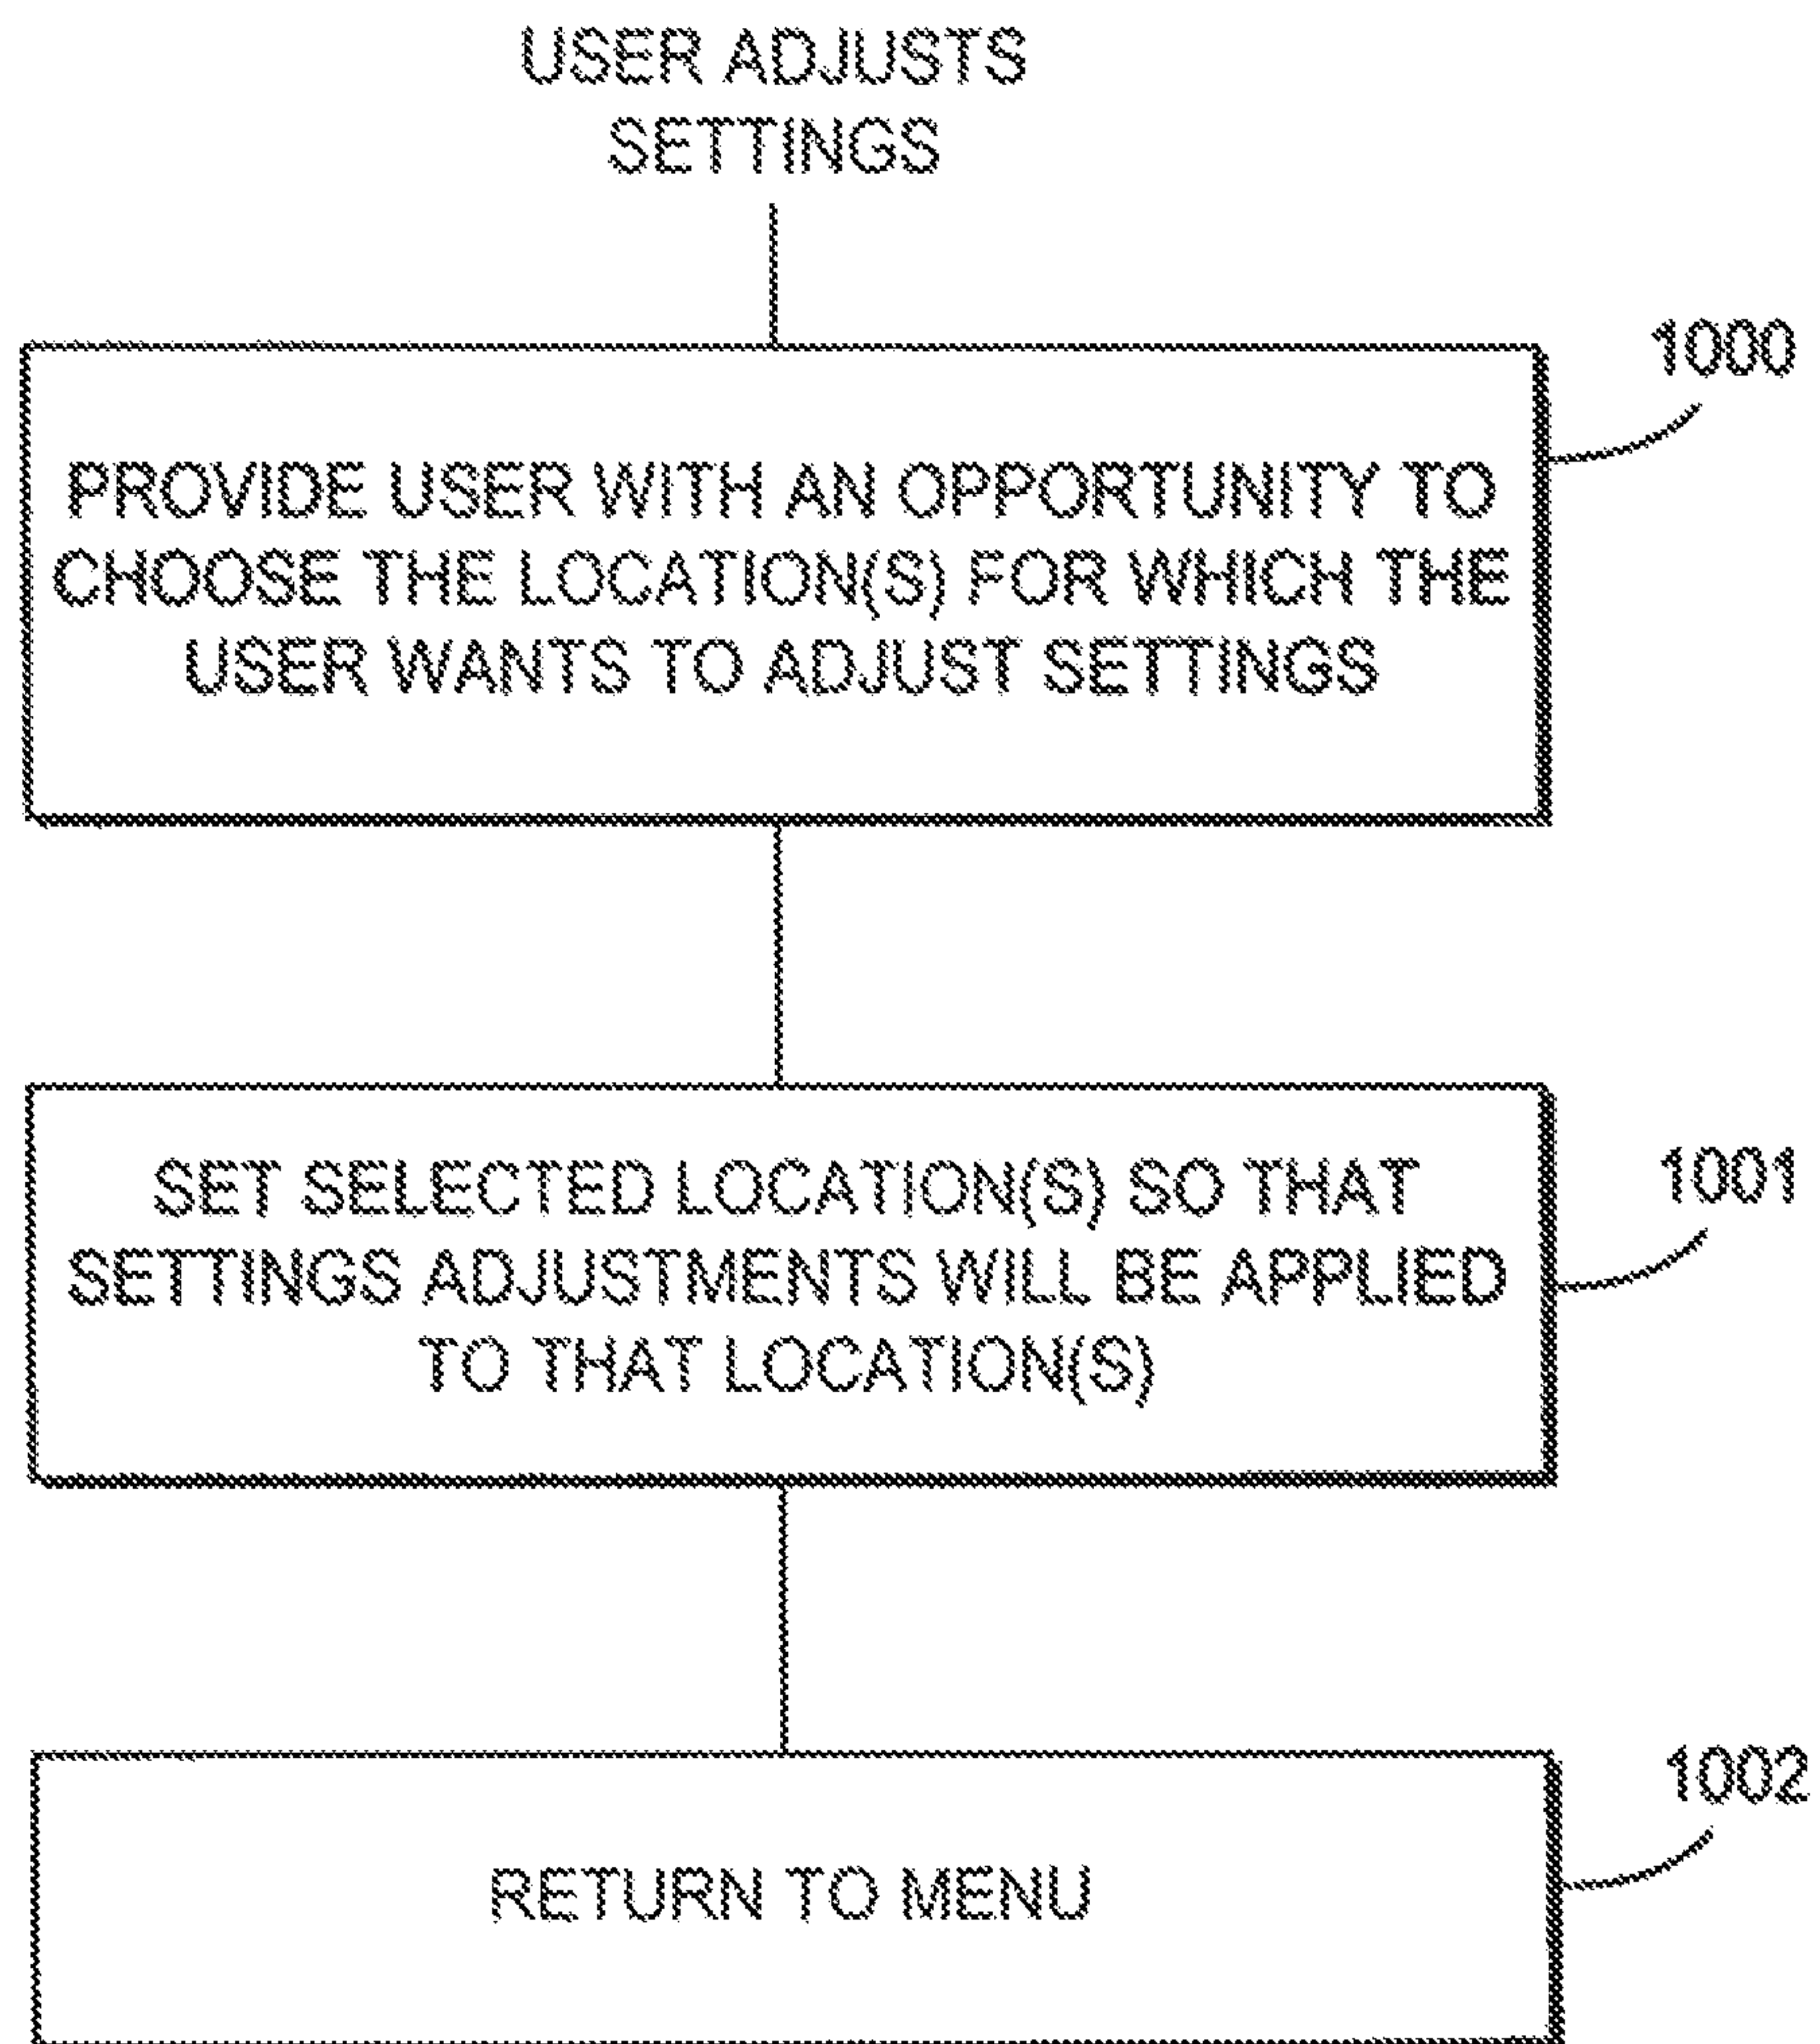 USER ADJUSTS
SETTINGS
1000
PROVIDE USER WITH AN OPPORTUNITY TO
CHOOSE THE LOCATION(S) FOR WHICH THE
USER WANTS TO ADJUST SETTINGS
1001
SET SELECTED LOCATION(S) SO THAT
SETTINGS ADJUSTMENTS WILL BE APPLIED
TO THAT LOCATION(S)
1002
RETURN TO MENU